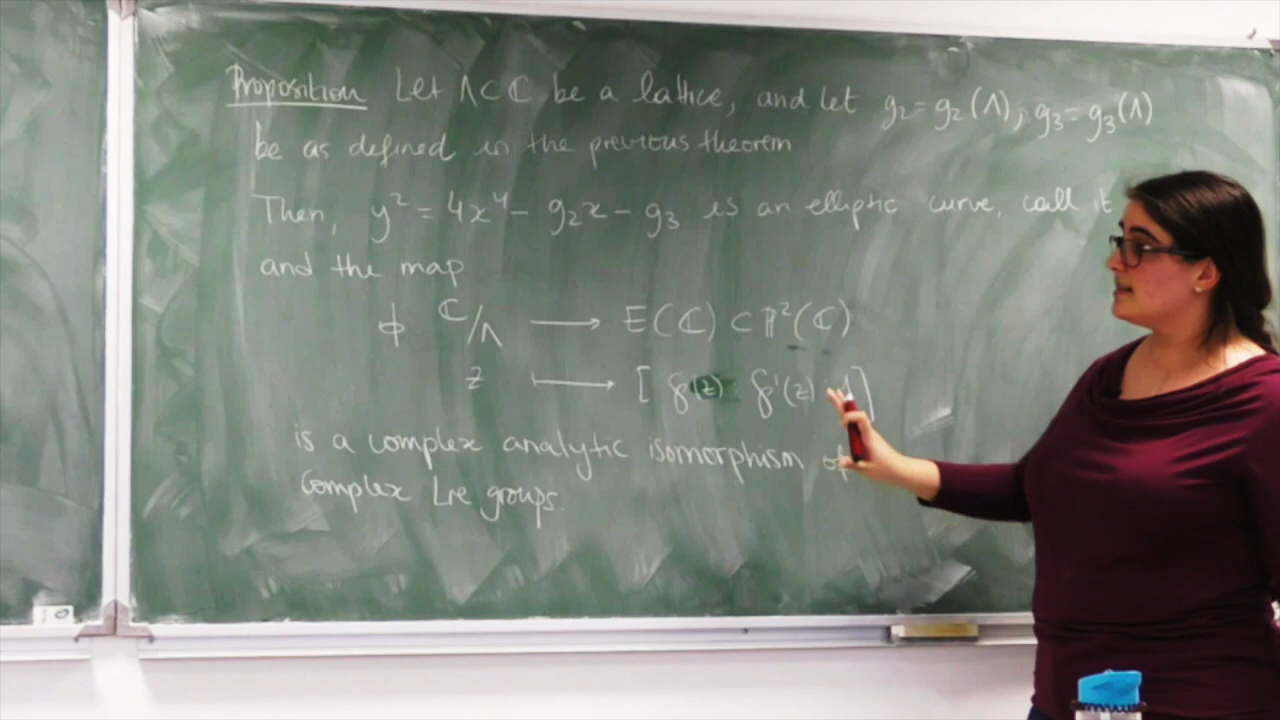 Proposition Let Λ⊂ℂ be a lattice, and let g₂=g₂(Λ), g₃=g₃(Λ)
be as defined in the previous theorem
Then, y²=4x⁴-g₂x-g₃ is an elliptic curve, call it
and the map
ϕ ℂ/Λ ⟶ E(ℂ)⊂ℙ²(ℂ)
z ⟼ [℘(z) ℘'(z) 1]
is a complex analytic isomorphism of
complex Lie groups.